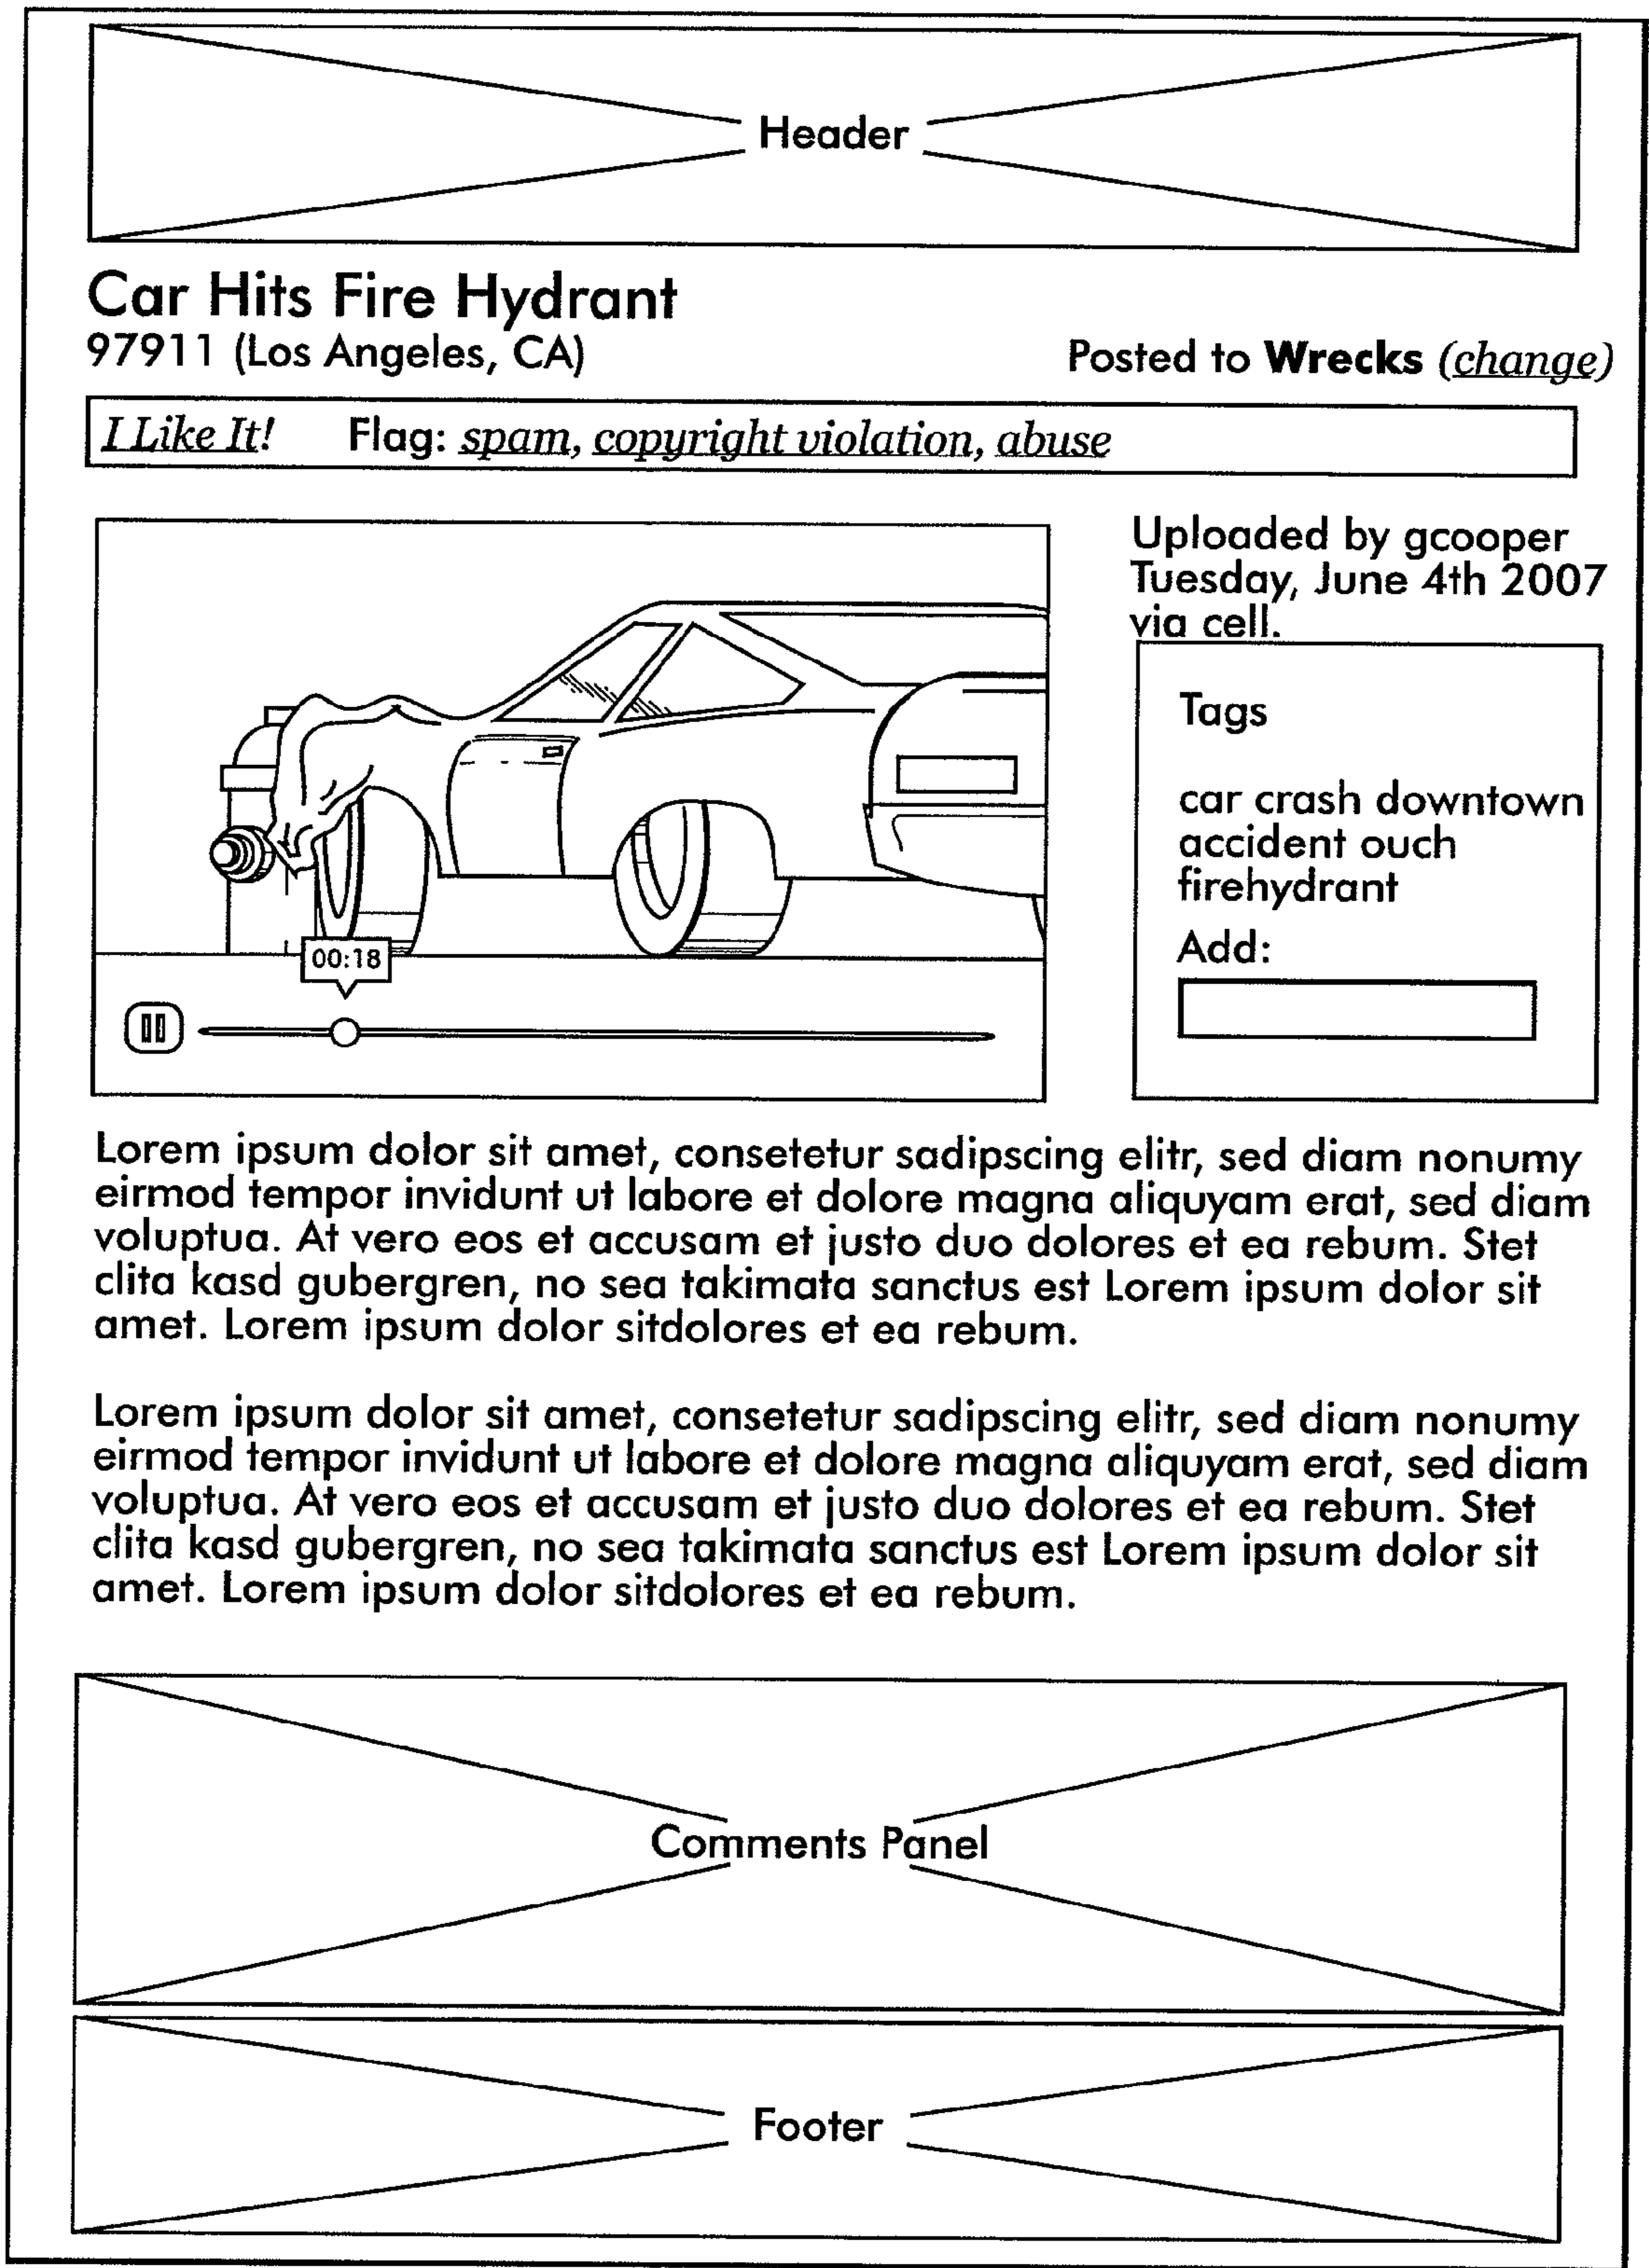 Header
Car Hits Fire Hydrant
97911 (Los Angeles, CA)
Posted to Wrecks (change)
I Like It! Flag: spam, copyright violation, abuse
Uploaded by gcooper
Tuesday, June 4th 2007
via cell.
Tags
car crash downtown
accident ouch
firehydrant
Add:
00:18
Lorem ipsum dolor sit amet, consetetur sadipscing elitr, sed diam nonumy
eirmod tempor invidunt ut labore et dolore magna aliquyam erat, sed diam
voluptua. At vero eos et accusam et justo duo dolores et ea rebum. Stet
clita kasd gubergren, no sea takimata sanctus est Lorem ipsum dolor sit
amet. Lorem ipsum dolor sitdolores et ea rebum.
Lorem ipsum dolor sit amet, consetetur sadipscing elitr, sed diam nonumy
eirmod tempor invidunt ut labore et dolore magna aliquyam erat, sed diam
voluptua. At vero eos et accusam et justo duo dolores et ea rebum. Stet
clita kasd gubergren, no sea takimata sanctus est Lorem ipsum dolor sit
amet. Lorem ipsum dolor sitdolores et ea rebum.
Comments Panel
Footer